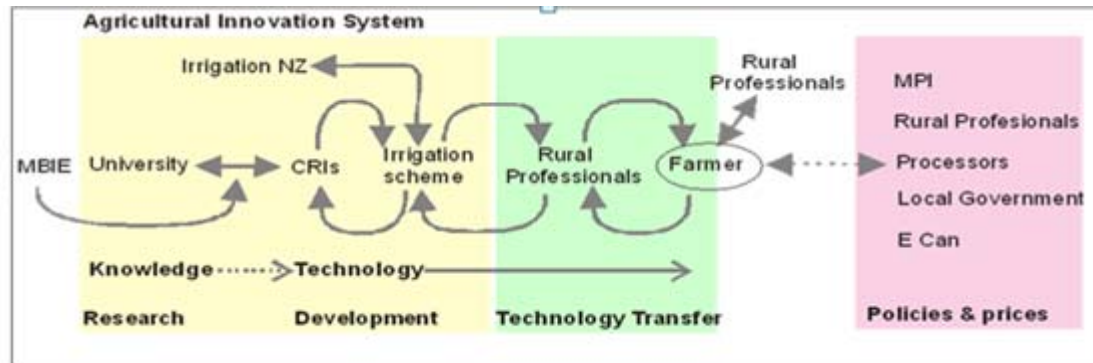 Agricultural Innovation System
Irrigation NZ
Rural
Professionals
MBIE
University
CRIs
Irrigation
scheme
Rural
Professionals
Farmer
MPI
Rural Profesionals
Processors
Local Government
E Can
Knowledge
Technology
Research
Development
Technology Transfer
Policies & prices